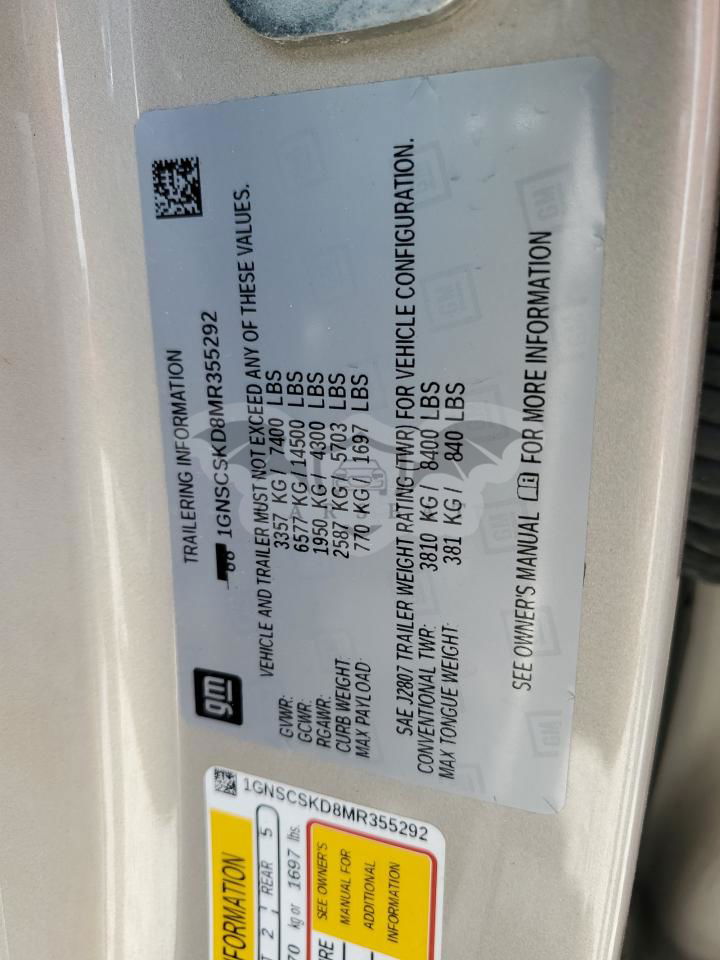 gm
TRAILERING INFORMATION
1GNSCSKD8MR355292
VEHICLE AND TRAILER MUST NOT EXCEED ANY OF THESE VALUES.
GVWR: 3357 KG / 7400 LBS
GCWR: 6577 KG / 14500 LBS
RGAWR: 1950 KG / 4300 LBS
CURB WEIGHT: 2587 KG / 5703 LBS
MAX PAYLOAD: 770 KG / 1697 LBS
SAE J2807 TRAILER WEIGHT RATING (TWR) FOR VEHICLE CONFIGURATION.
CONVENTIONAL TWR: 3810 KG / 8400 LBS
MAX TONGUE WEIGHT: 381 KG / 840 LBS
SEE OWNER'S MANUAL FOR MORE INFORMATION
1GNSCSKD8MR355292
2 REAR 5
70 kg or 1697 lbs.
SEE OWNER'S
MANUAL FOR
ADDITIONAL
INFORMATION